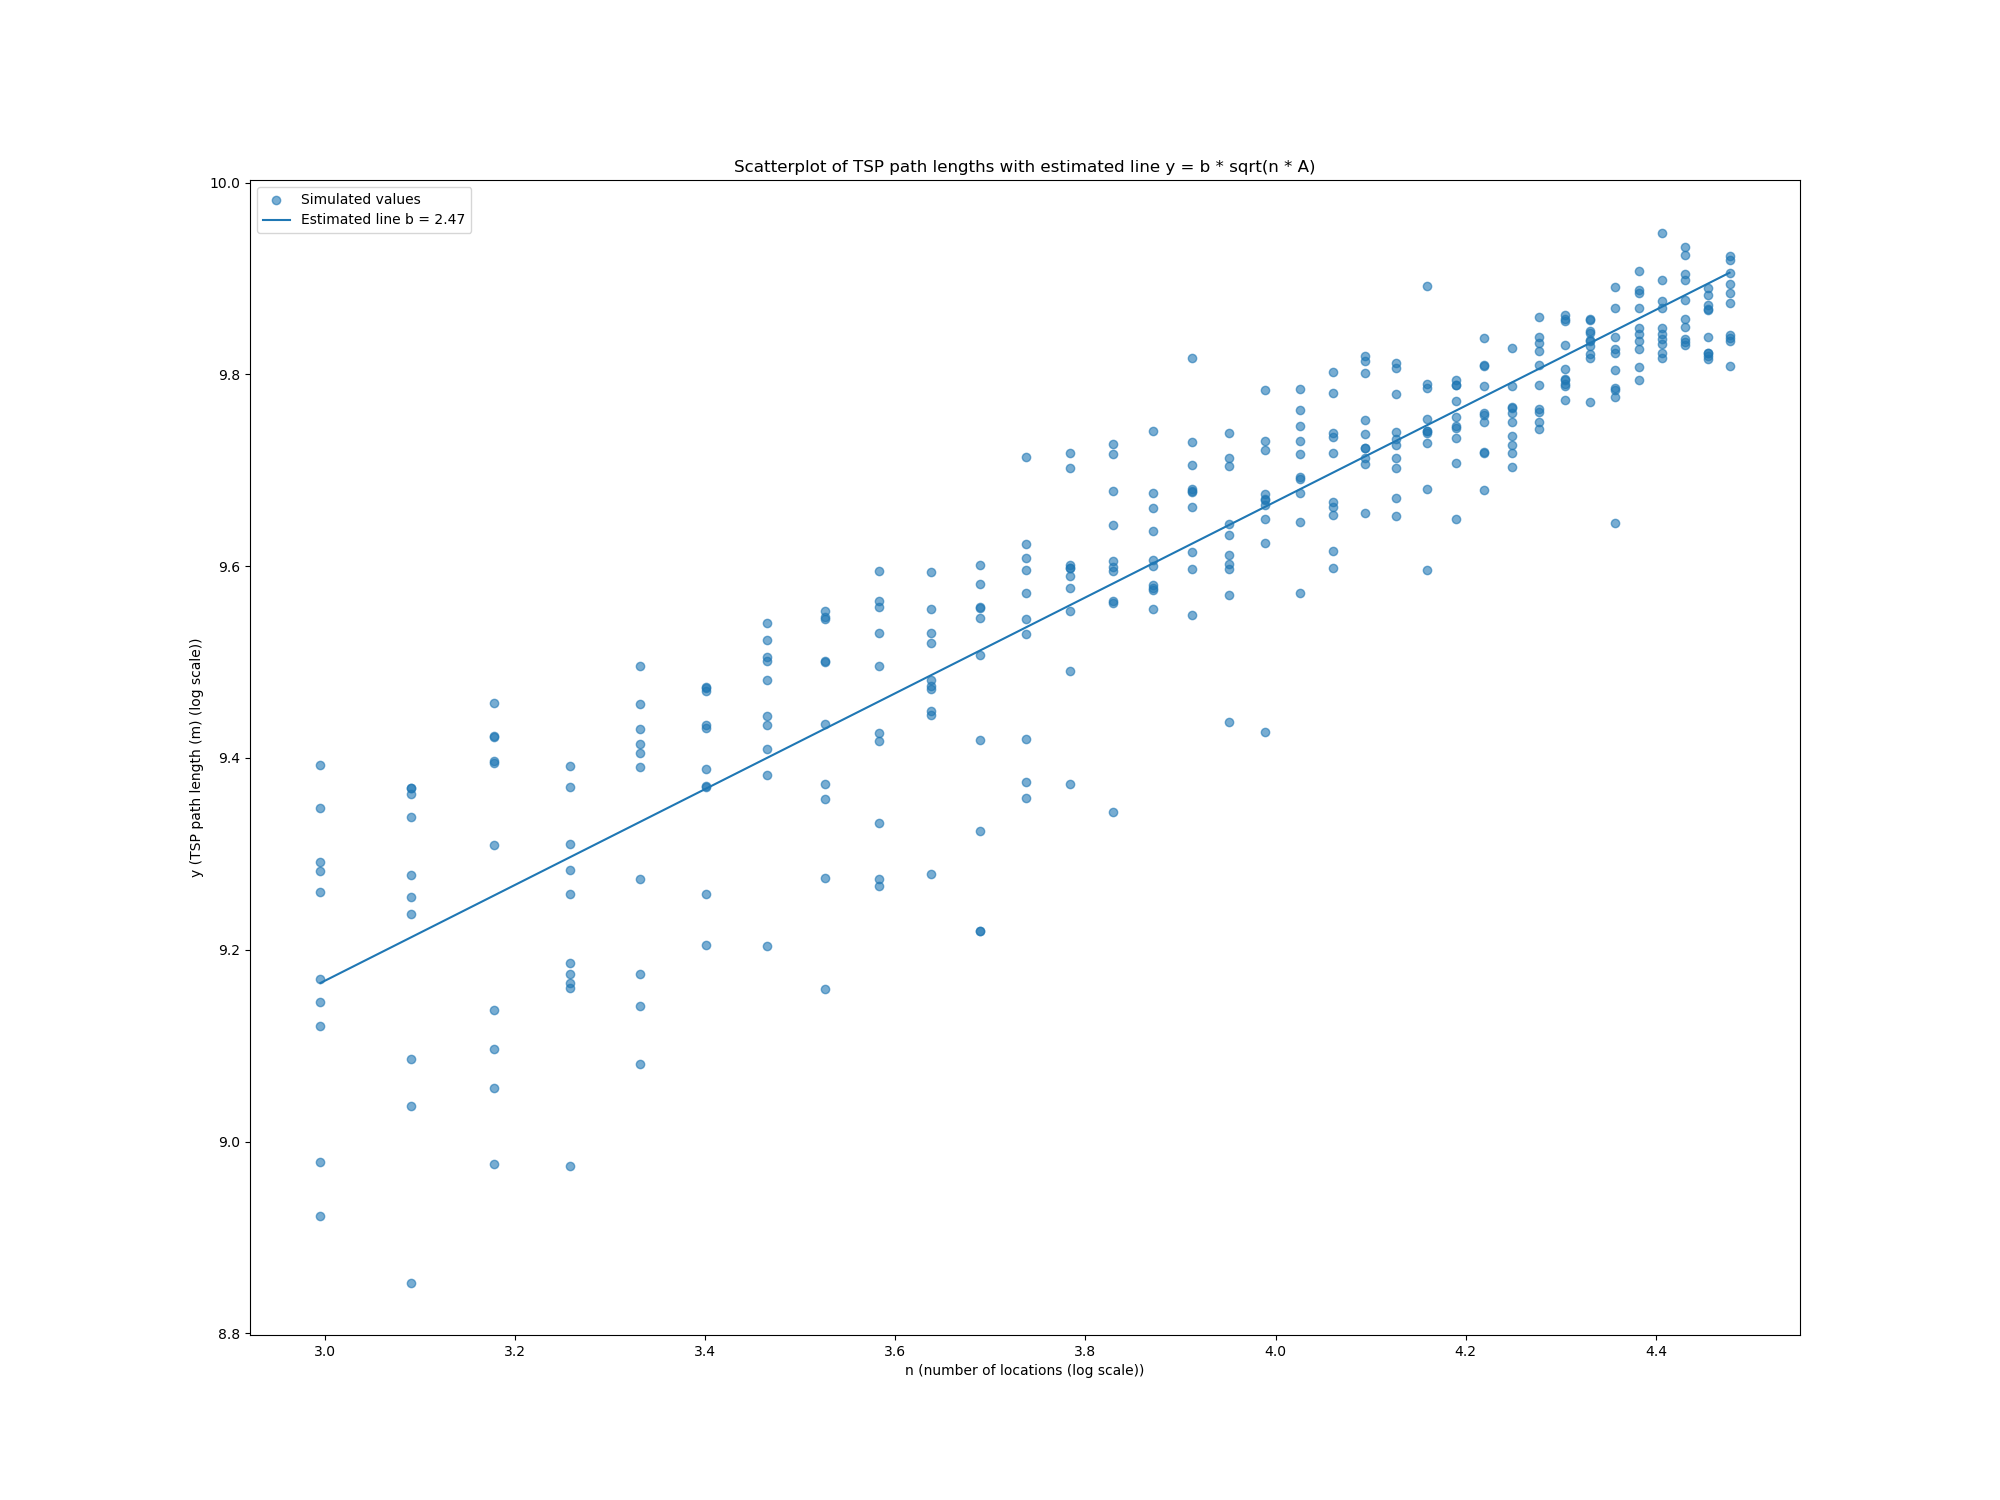 Scatterplot of TSP path lengths with estimated line y = b * sqrt(n * A)
Simulated values
Estimated line b = 2.47
10.0
9.8
9.6
9.4
9.2
9.0
8.8
y (TSP path length (m) (log scale))
3.0 3.2 3.4 3.6 3.8 4.0 4.2 4.4
n (number of locations (log scale))